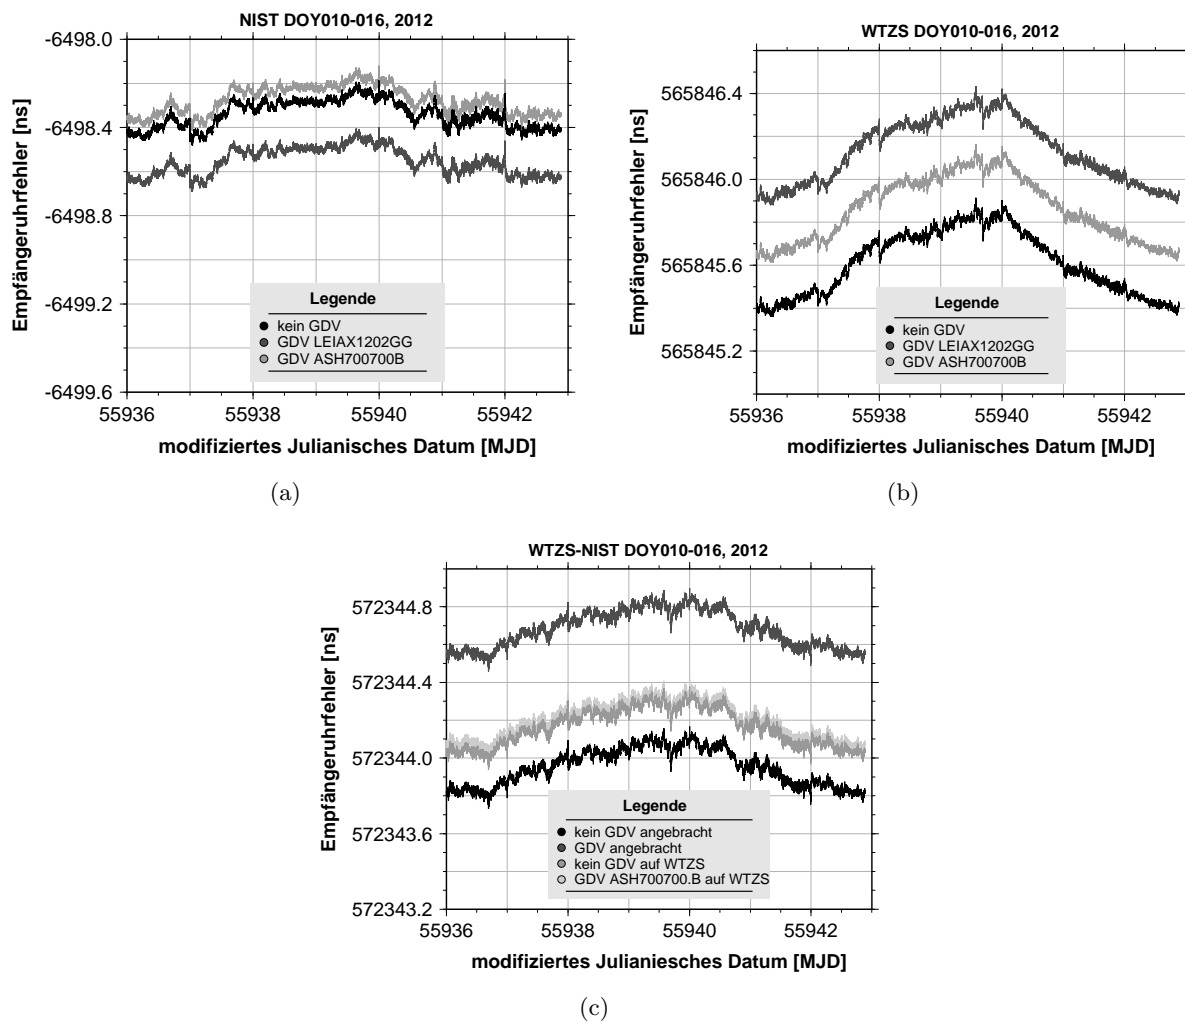 NIST DOY010-016, 2012
Empfängeruhrfehler [ns]
-6498.0
-6498.4
-6498.8
-6499.2
-6499.6
55936 55938 55940 55942
modifiziertes Julianisches Datum [MJD]
Legende
kein GDV
GDV LEIAX1202GG
GDV ASH700700B
(a)
WTZS DOY010-016, 2012
Empfängeruhrfehler [ns]
565846.4
565846.0
565845.6
565845.2
55936 55938 55940 55942
modifiziertes Julianisches Datum [MJD]
Legende
kein GDV
GDV LEIAX1202GG
GDV ASH700700B
(b)
WTZS-NIST DOY010-016, 2012
Empfängeruhrfehler [ns]
572344.8
572344.4
572344.0
572343.6
572343.2
55936 55938 55940 55942
modifiziertes Julianiesches Datum [MJD]
Legende
kein GDV angebracht
GDV angebracht
kein GDV auf WTZS
GDV ASH700700.B auf WTZS
(c)